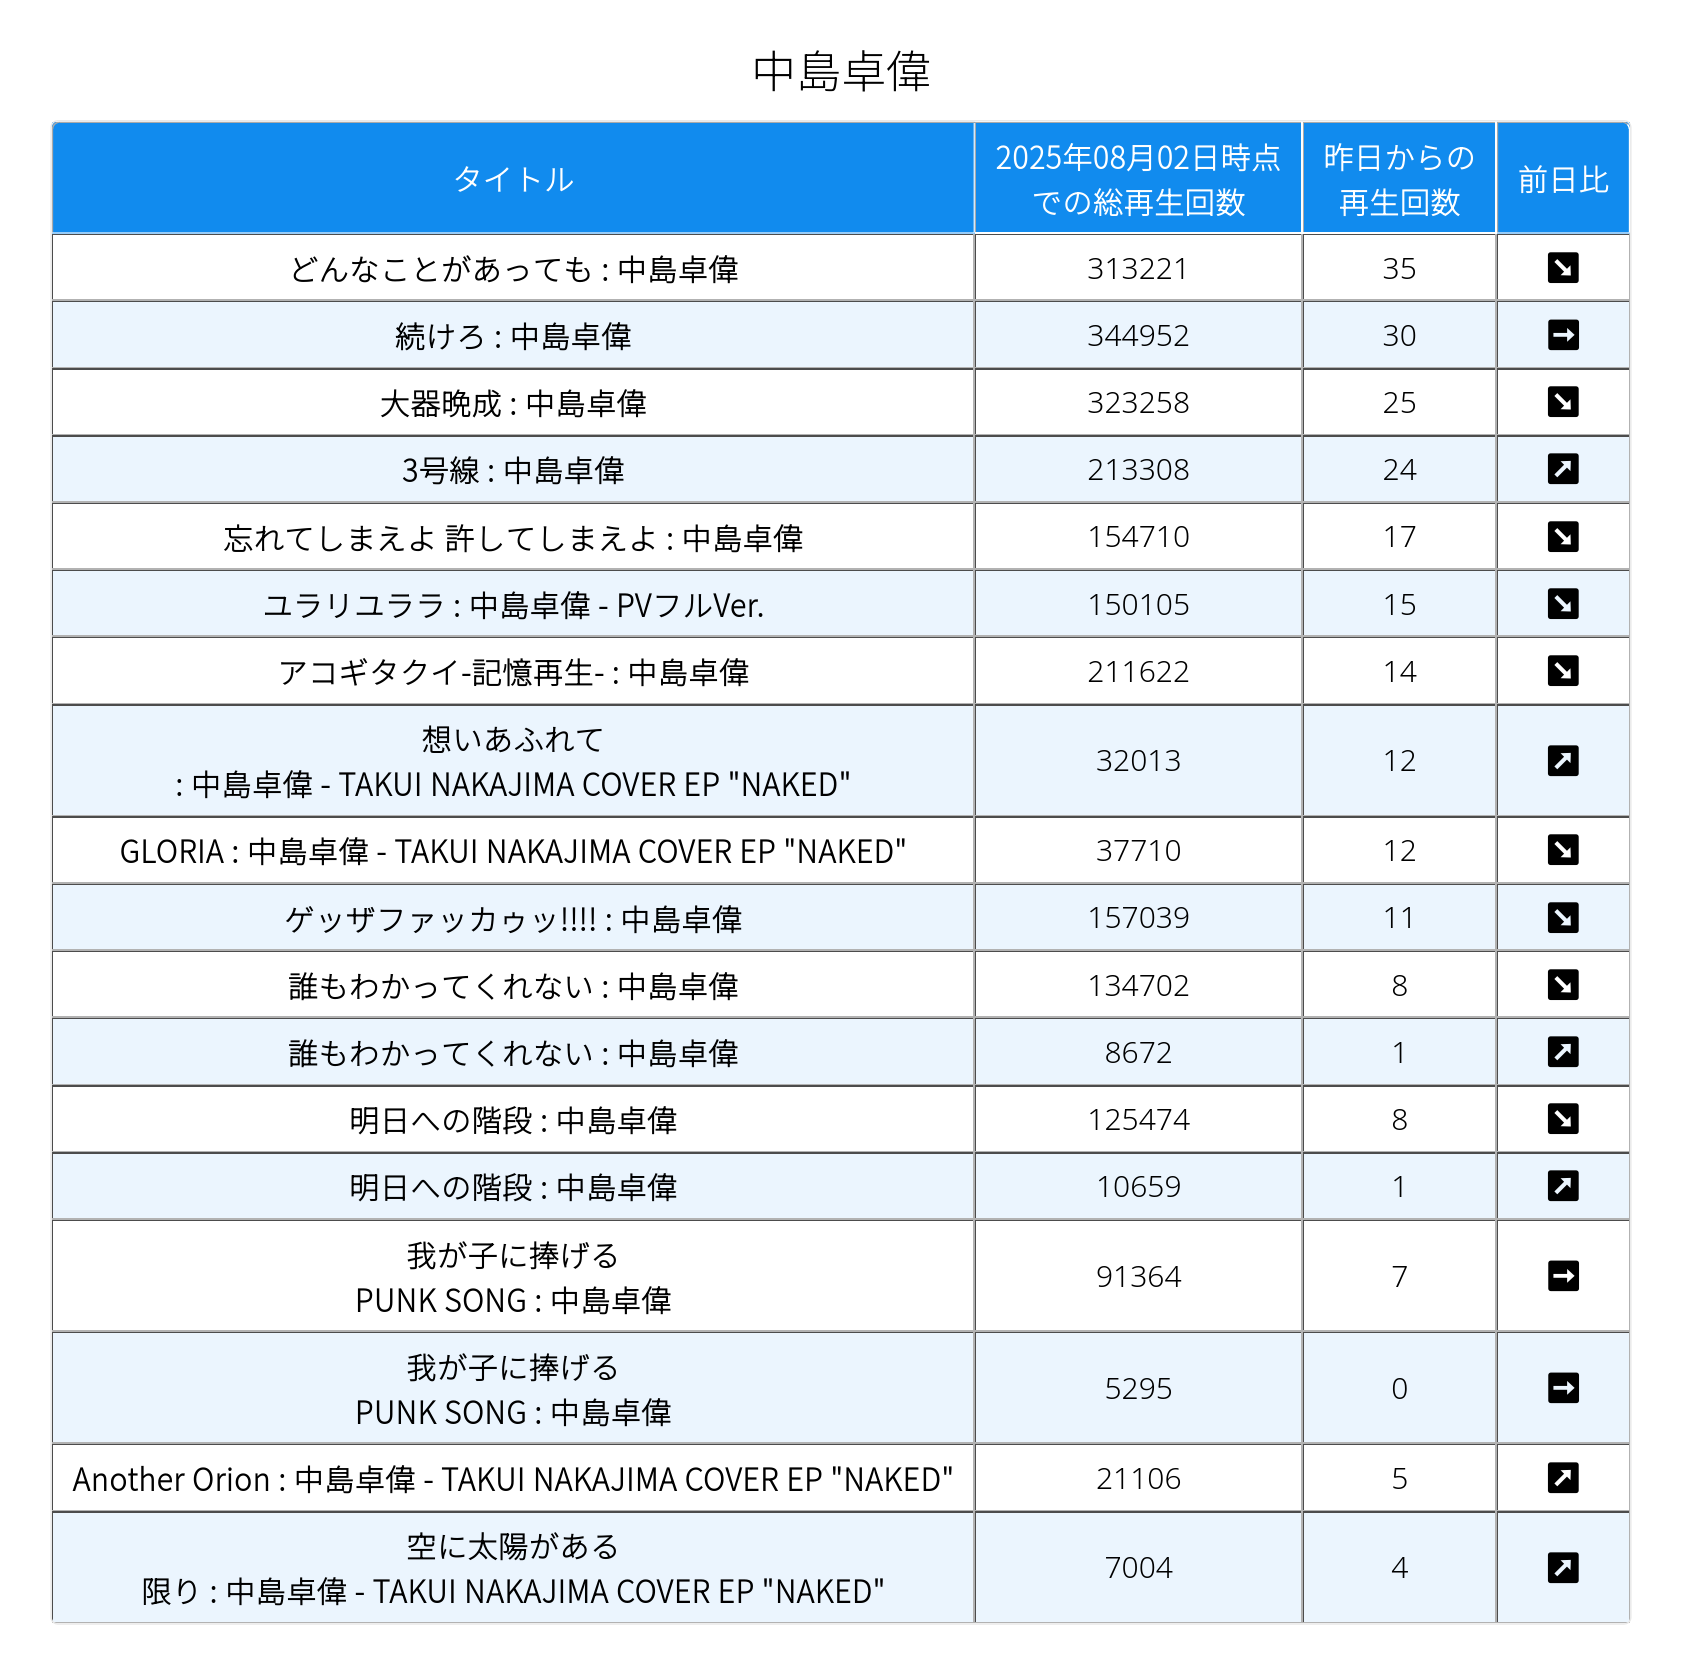 中島卓偉
タイトル
2025年08月02日時点
での総再生回数
昨日からの
再生回数
前日比
どんなことがあっても : 中島卓偉 313221 35
続けろ : 中島卓偉 344952 30
大器晩成 : 中島卓偉 323258 25
3号線 : 中島卓偉 213308 24
忘れてしまえよ 許してしまえよ : 中島卓偉 154710 17
ユラリユララ : 中島卓偉 - PVフルVer. 150105 15
アコギタクイ-記憶再生- : 中島卓偉 211622 14
想いあふれて
: 中島卓偉 - TAKUI NAKAJIMA COVER EP "NAKED" 32013 12
GLORIA : 中島卓偉 - TAKUI NAKAJIMA COVER EP "NAKED" 37710 12
ゲッザファッカゥッ!!!! : 中島卓偉 157039 11
誰もわかってくれない : 中島卓偉 134702 8
誰もわかってくれない : 中島卓偉 8672 1
明日への階段 : 中島卓偉 125474 8
明日への階段 : 中島卓偉 10659 1
我が子に捧げる
PUNK SONG : 中島卓偉 91364 7
我が子に捧げる
PUNK SONG : 中島卓偉 5295 0
Another Orion : 中島卓偉 - TAKUI NAKAJIMA COVER EP "NAKED" 21106 5
空に太陽がある
限り : 中島卓偉 - TAKUI NAKAJIMA COVER EP "NAKED" 7004 4